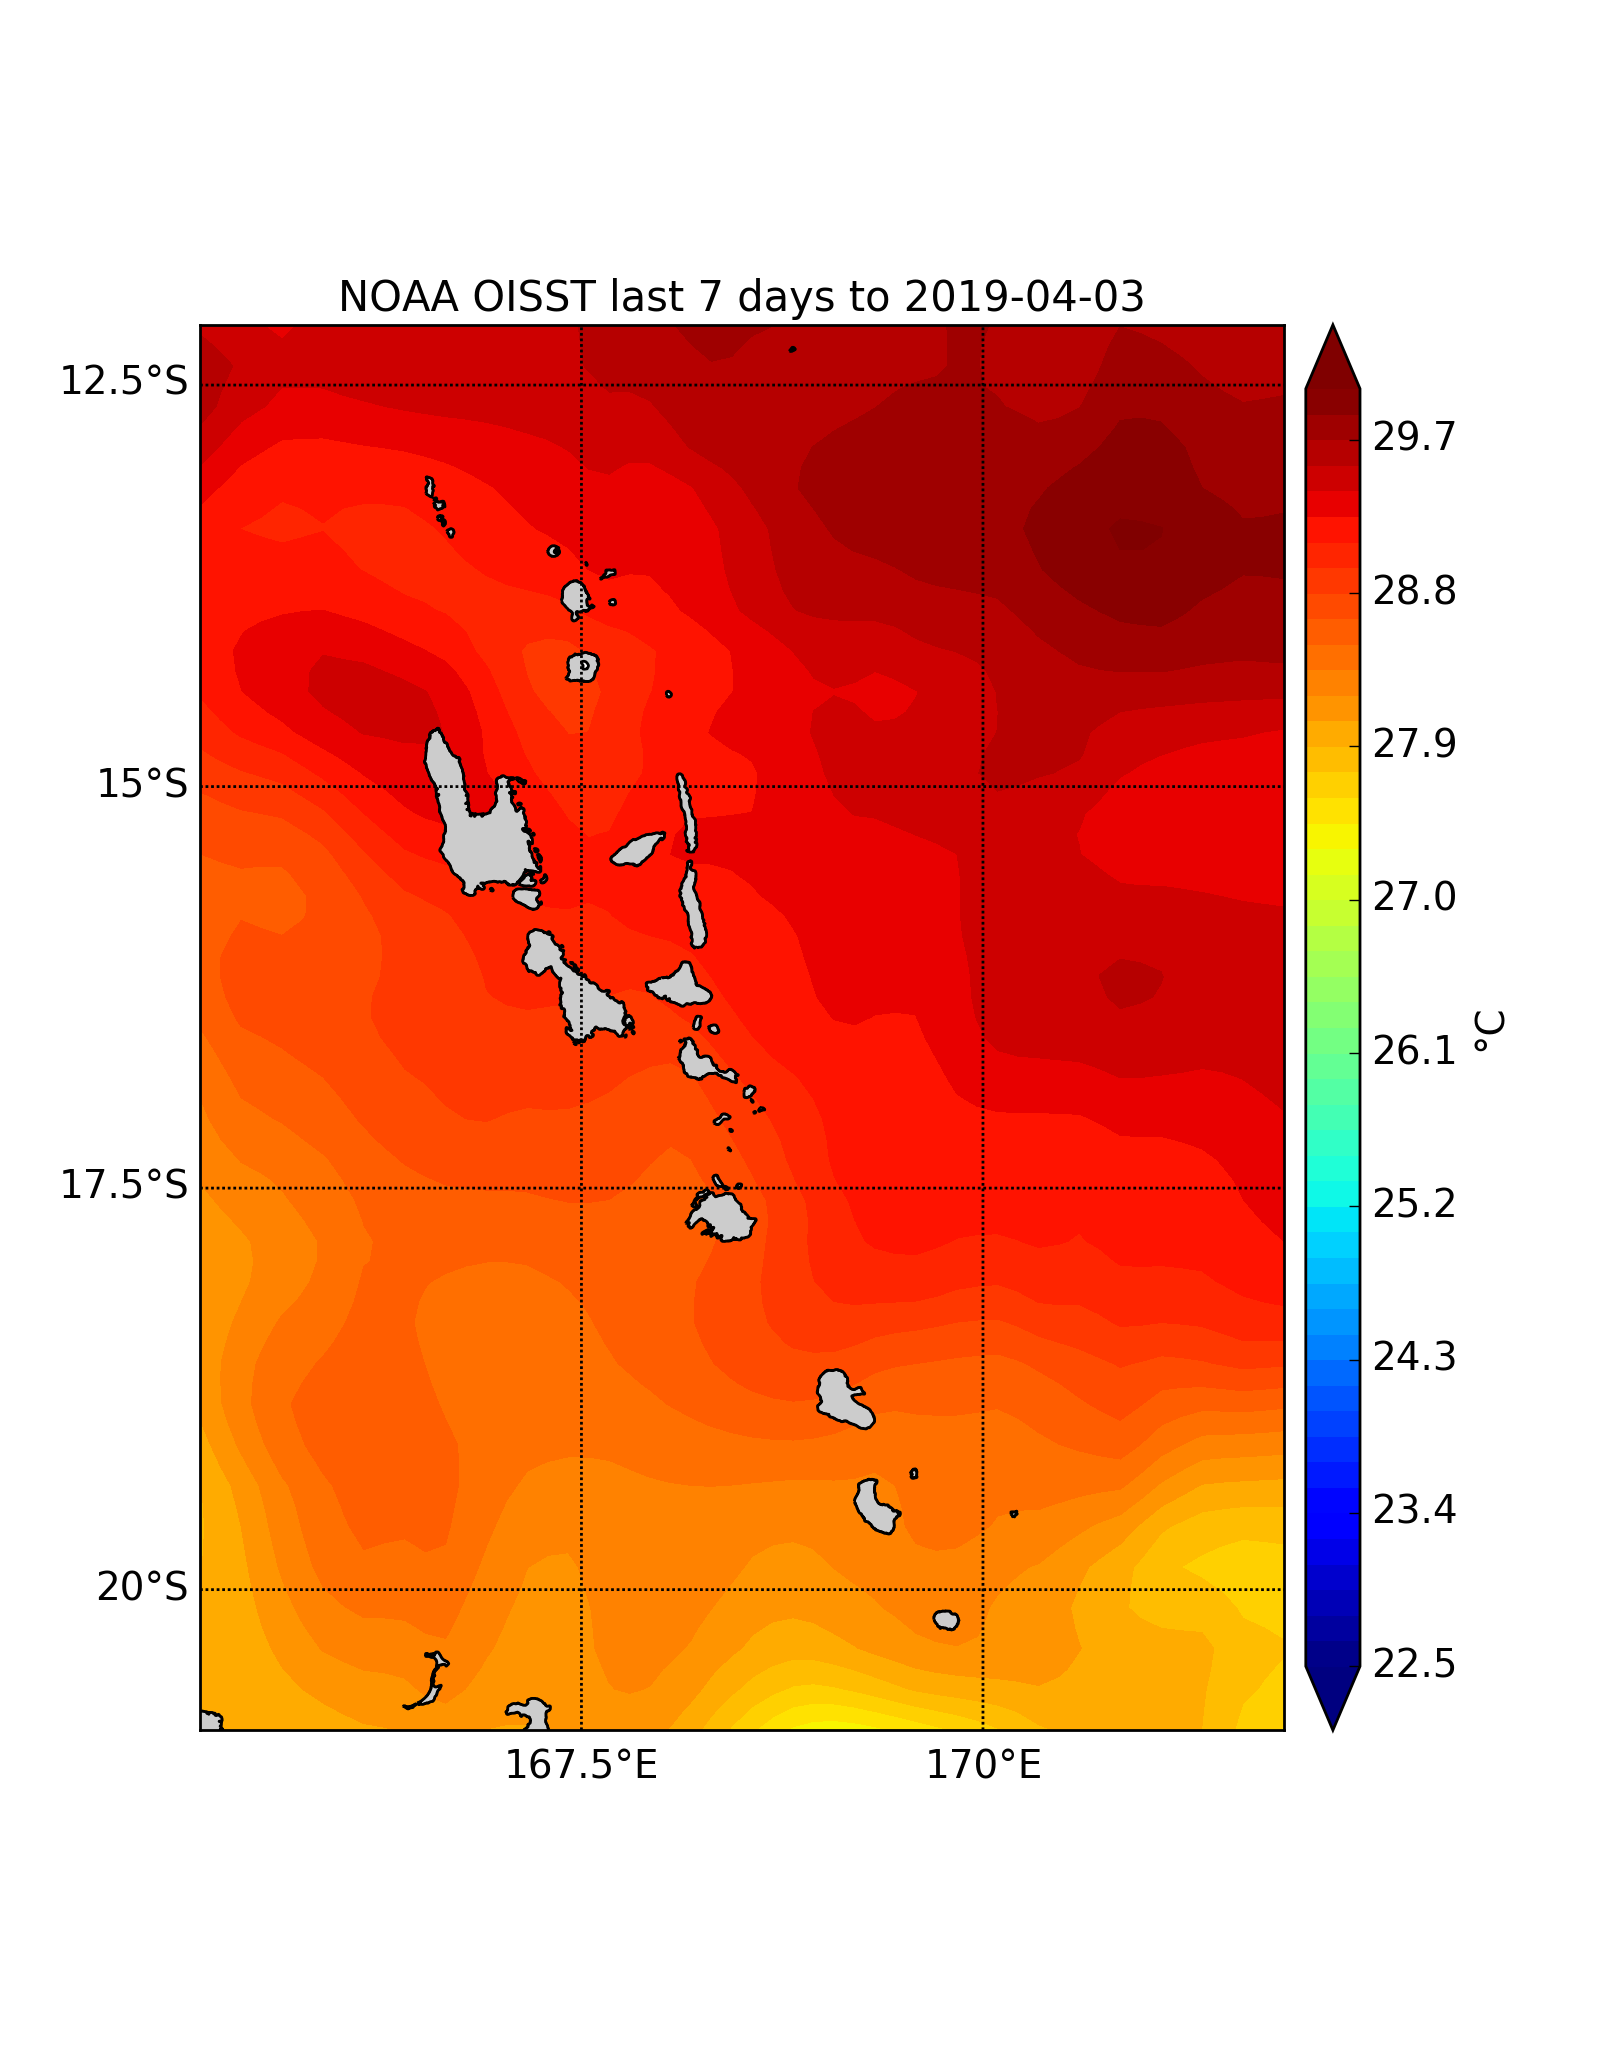 NOAA OISST last 7 days to 2019-04-03
12.5°S
15°S
17.5°S
20°S
167.5°E
170°E
29.7
28.8
27.9
27.0
26.1
25.2
24.3
23.4
22.5
°C